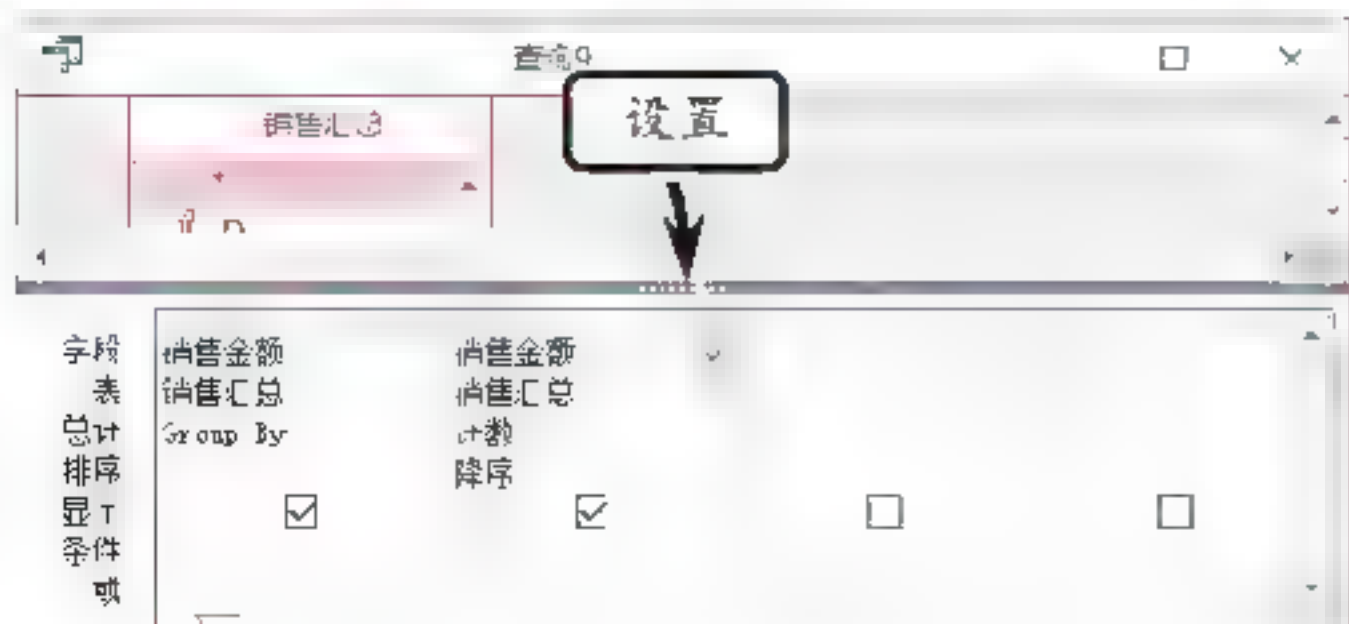 查询9
设置
销售汇总
字段 销售金额 销售金额
表 销售汇总 销售汇总
总计 Group By 计数
排序 降序
显示
条件
或